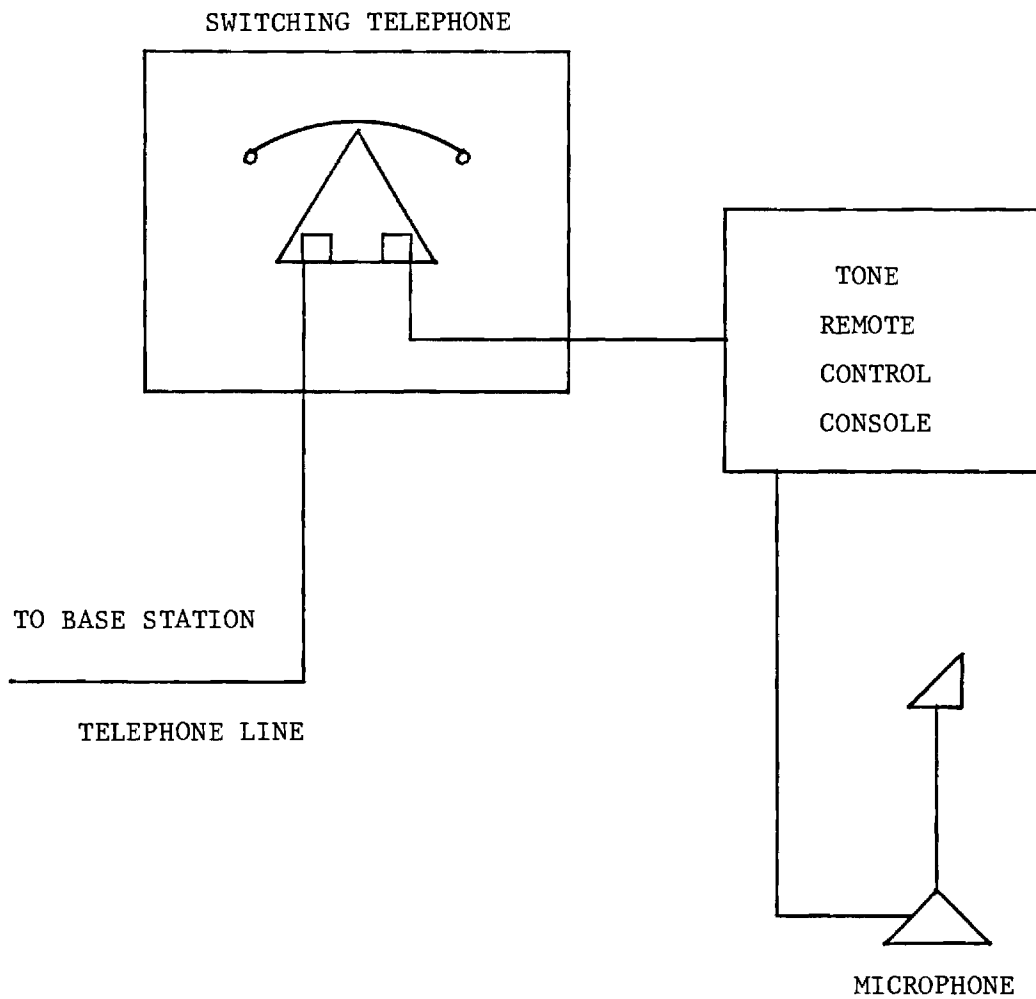 SWITCHING TELEPHONE
TONE
REMOTE
CONTROL
CONSOLE
TO BASE STATION
TELEPHONE LINE
MICROPHONE